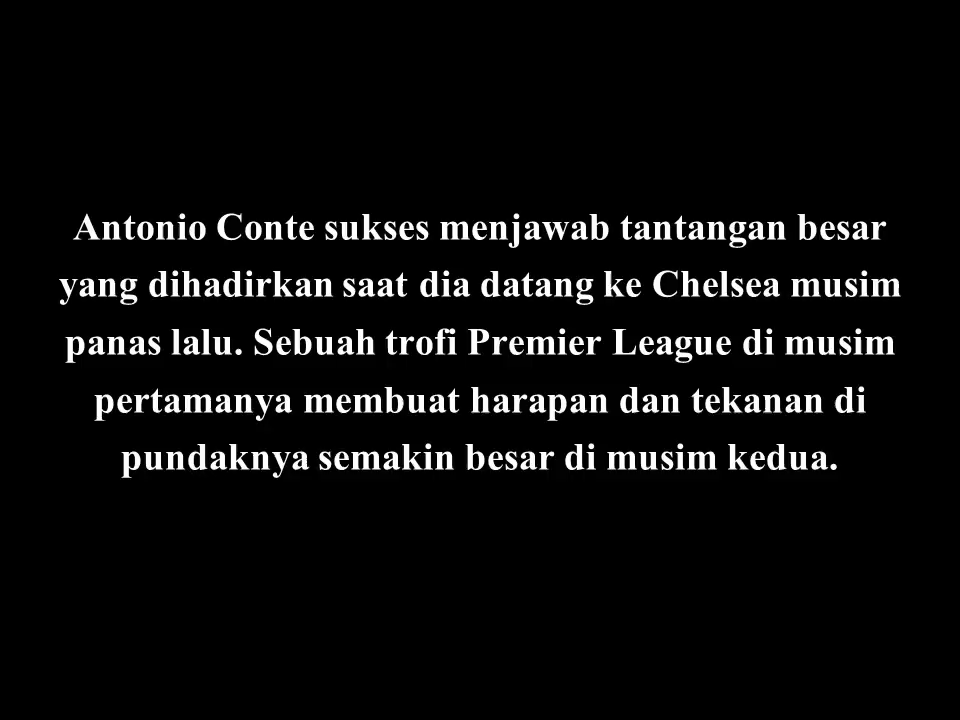 Antonio Conte sukses menjawab tantangan besar
yang dihadirkan saat dia datang ke Chelsea musim
panas lalu. Sebuah trofi Premier League di musim
pertamanya membuat harapan dan tekanan di
pundaknya semakin besar di musim kedua.